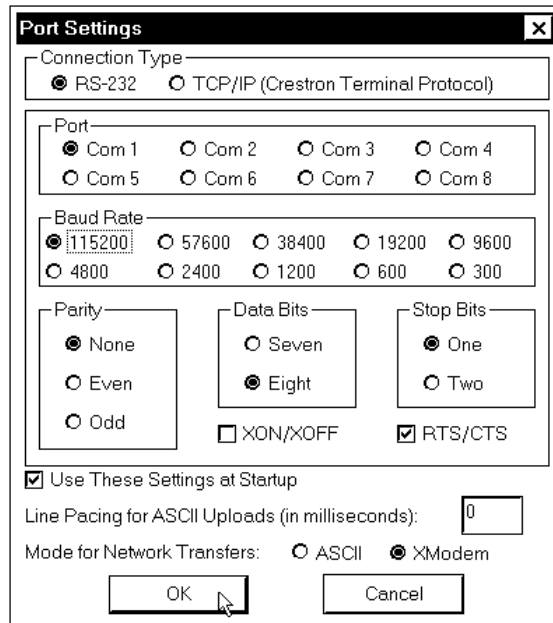 Port Settings
Connection Type
RS-232 TCP/IP (Crestron Terminal Protocol)
Port
Com 1 Com 2 Com 3 Com 4
Com 5 Com 6 Com 7 Com 8
Baud Rate
115200 57600 38400 19200 9600
4800 2400 1200 600 300
Parity Data Bits Stop Bits
None Seven One
Even Eight Two
Odd
XON/XOFF RTS/CTS
Use These Settings at Startup
Line Pacing for ASCII Uploads (in milliseconds): 0
Mode for Network Transfers: ASCII XModem
OK Cancel